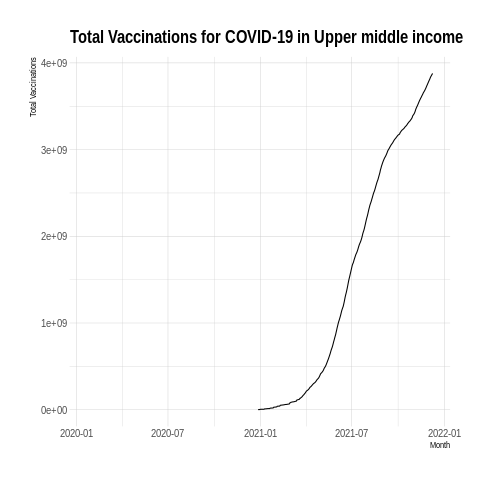 Total Vaccinations for COVID-19 in Upper middle income
Total Vaccinations
4e+09
3e+09
2e+09
1e+09
0e+00
2020-01 2020-07 2021-01 2021-07 2022-01
Month